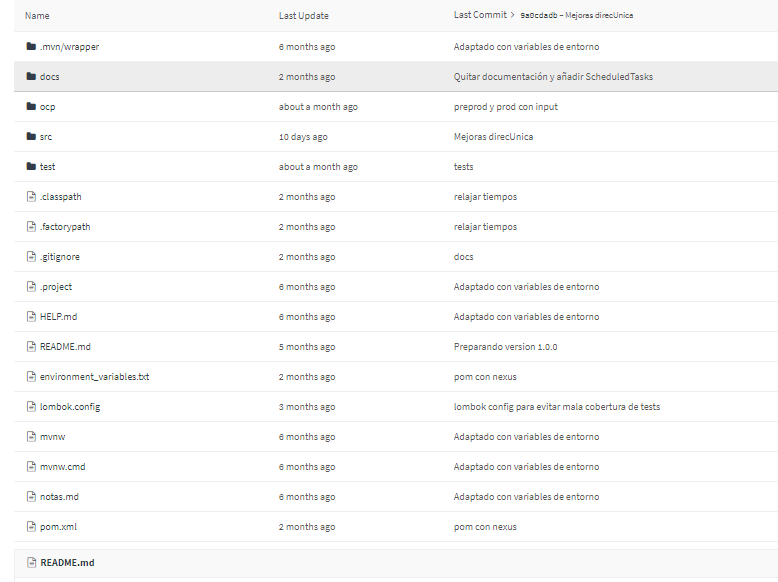 Name Last Update Last Commit > 9a0cdadb – Mejoras direcUnica
.mvn/wrapper 6 months ago Adaptado con variables de entorno
docs 2 months ago Quitar documentación y añadir ScheduledTasks
ocp about a month ago preprod y prod con input
src 10 days ago Mejoras direcUnica
test about a month ago tests
.classpath 2 months ago relajar tiempos
.factorypath 2 months ago relajar tiempos
.gitignore 2 months ago docs
.project 6 months ago Adaptado con variables de entorno
HELP.md 6 months ago Adaptado con variables de entorno
README.md 5 months ago Preparando version 1.0.0
environment_variables.txt 2 months ago pom con nexus
lombok.config 3 months ago lombok config para evitar mala cobertura de tests
mvnw 6 months ago Adaptado con variables de entorno
mvnw.cmd 6 months ago Adaptado con variables de entorno
notas.md 6 months ago Adaptado con variables de entorno
pom.xml 2 months ago pom con nexus
README.md